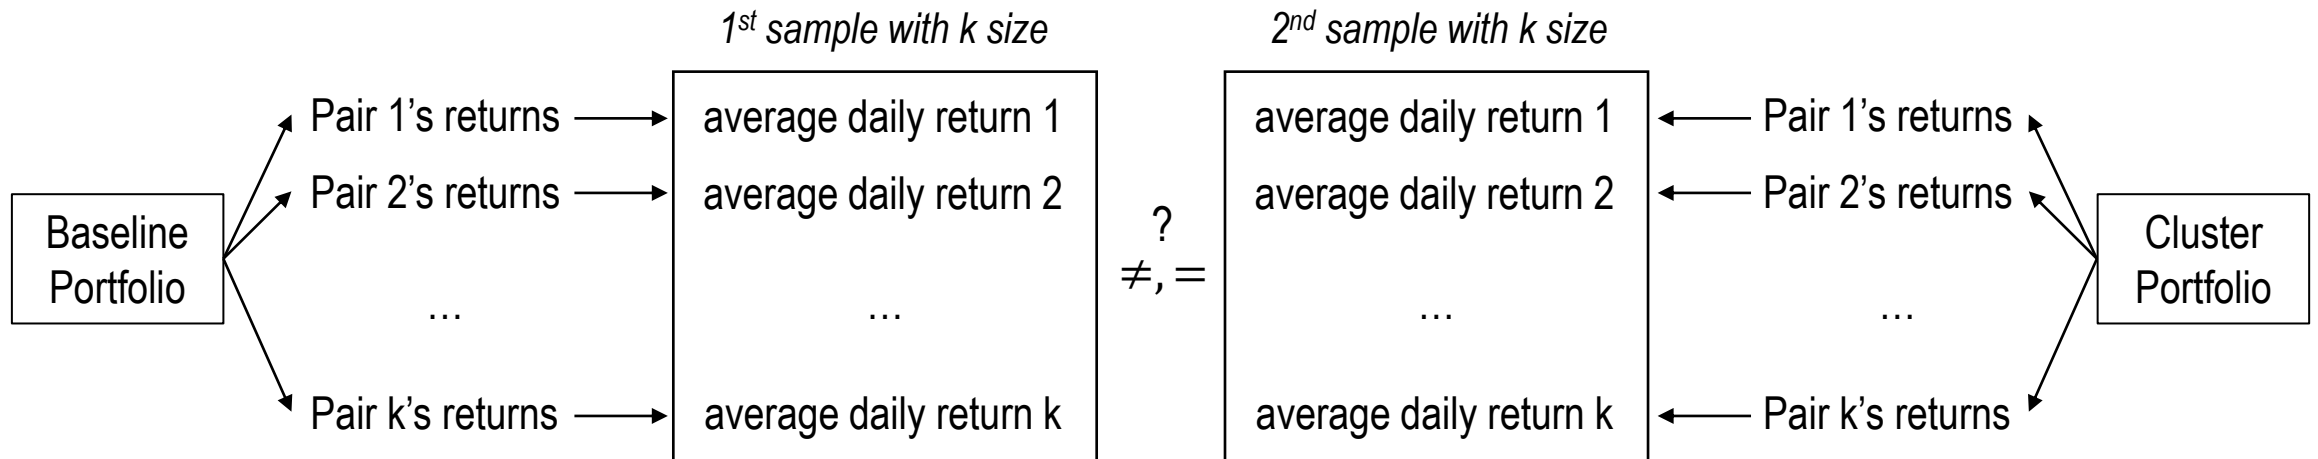 1st sample with k size
2nd sample with k size
Pair 1’s returns
average daily return 1
average daily return 1
Pair 1’s returns
Pair 2’s returns
average daily return 2
average daily return 2
Pair 2’s returns
Baseline
Portfolio
?
≠, =
Cluster
Portfolio
...
...
...
...
Pair k’s returns
average daily return k
average daily return k
Pair k’s returns